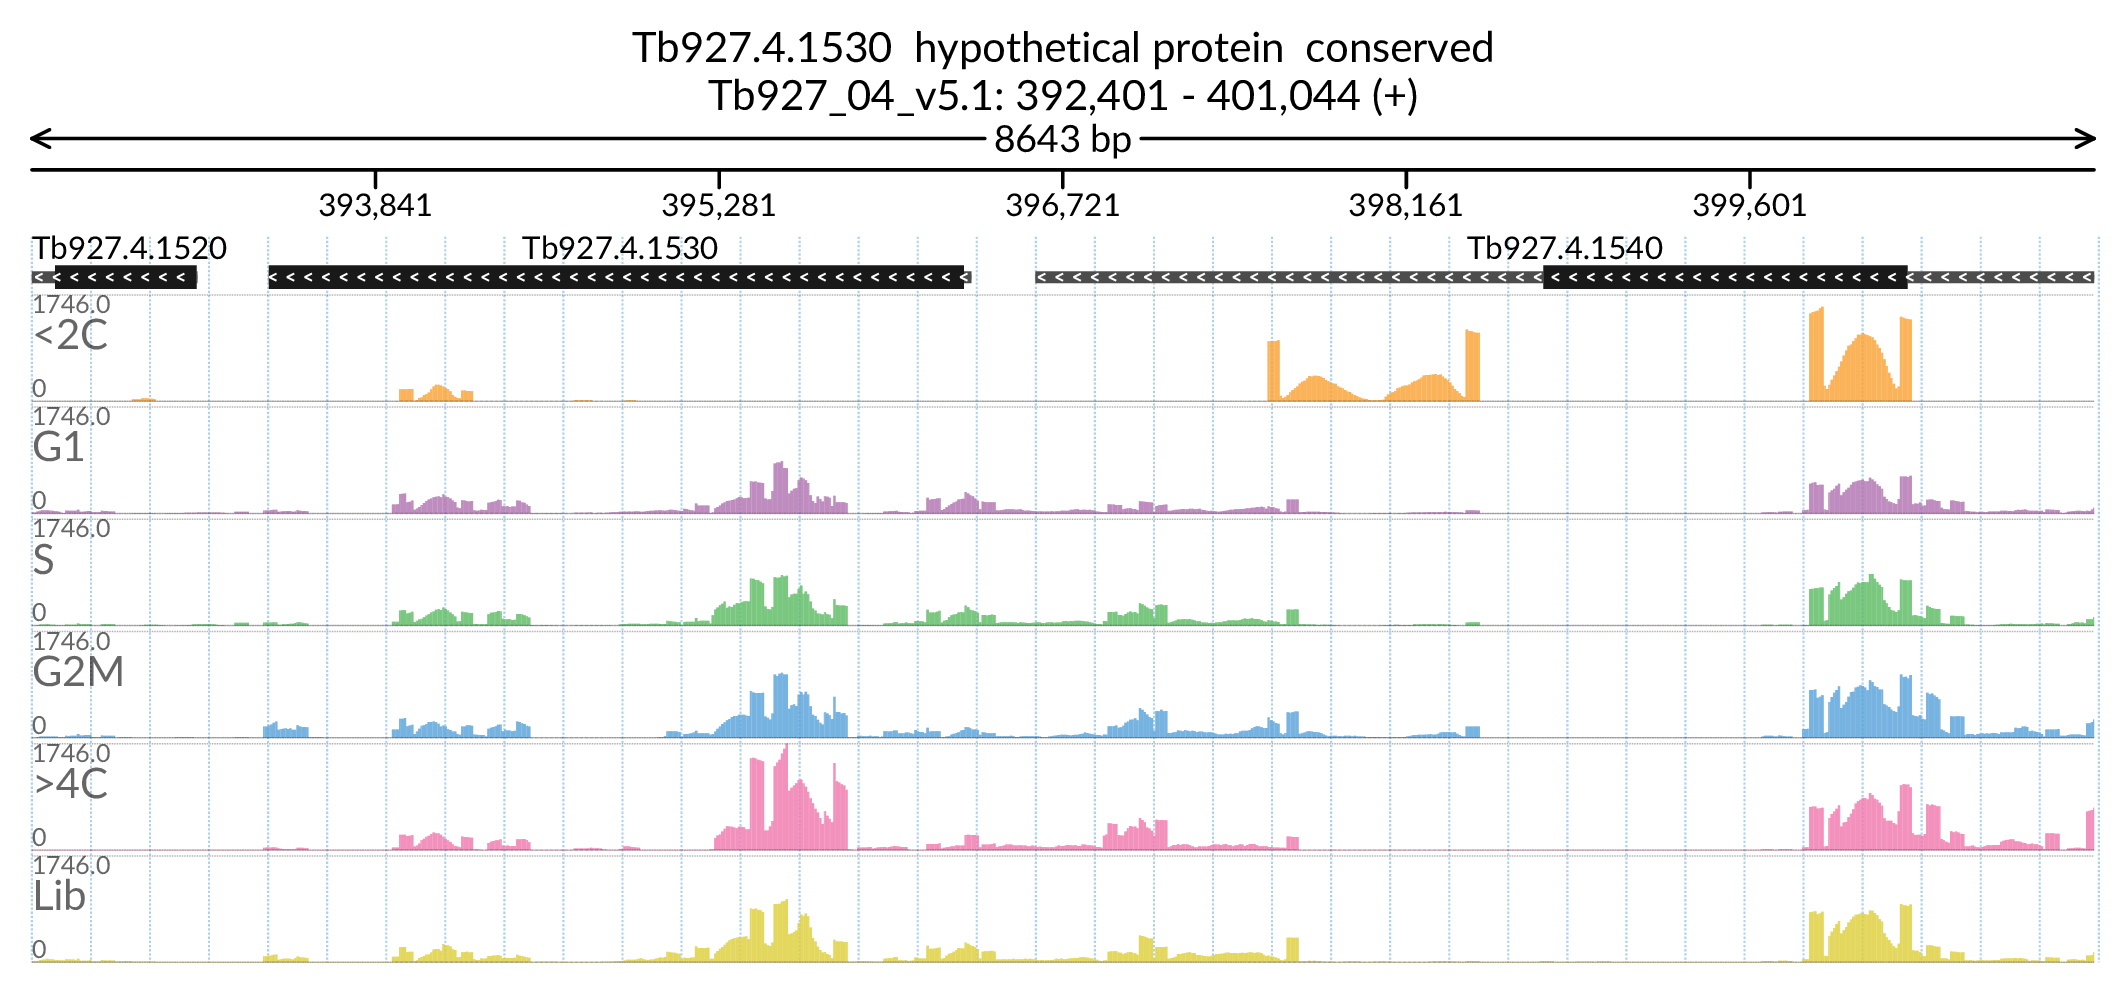 Tb927.4.1530 hypothetical protein conserved
Tb927_04_v5.1: 392,401 - 401,044 (+)
8643 bp
393,841 395,281 396,721 398,161 399,601
Tb927.4.1520 Tb927.4.1530 Tb927.4.1540
1746.0
<2C
0
1746.0
G1
0
1746.0
S
0
1746.0
G2M
0
1746.0
>4C
0
1746.0
Lib
0